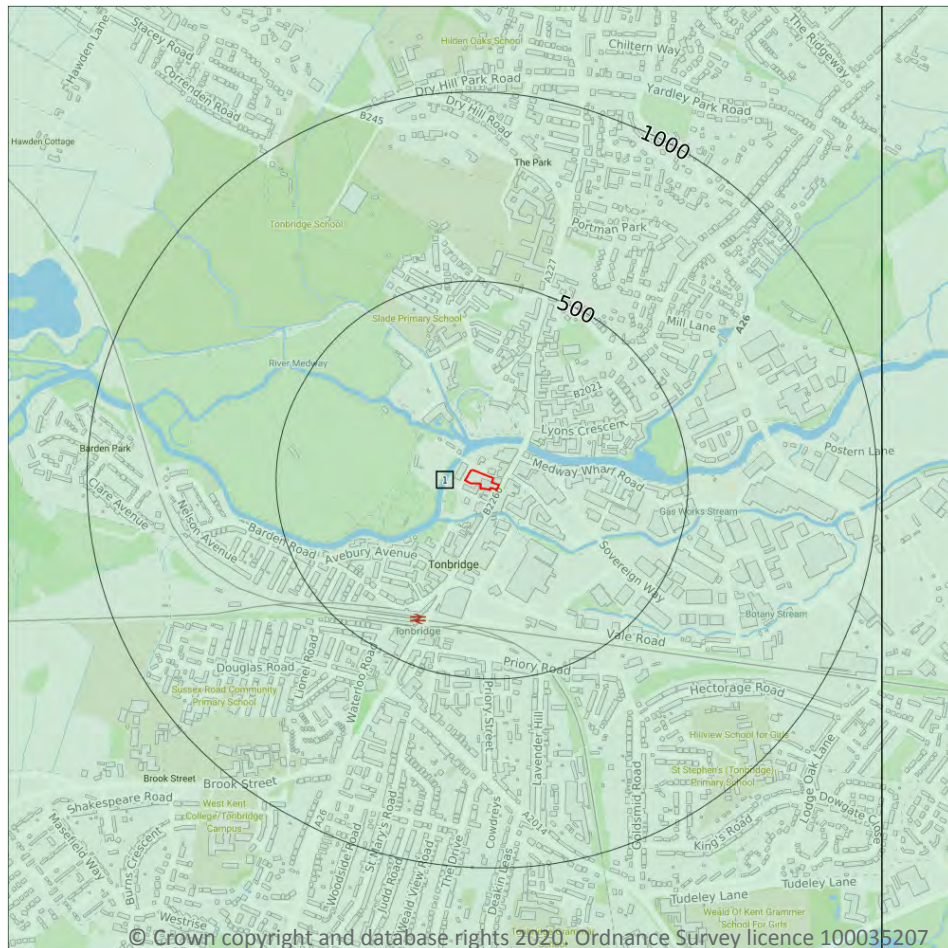 Hawden Lane
Stacey Road
Correnden Road
Hilden Oaks School
Chiltern Way
The Ridgeway
Dry Hill Park Road
Dry Hill Road
Yardley Park Road
B245
1000
Hawden Cottage
The Park
Tonbridge School
Portman Park
A227
500
Slade Primary School
Mill Lane
A26
River Medway
B2021
Lyons Crescent
Barden Park
Medway Wharf Road
Postern Lane
1
Clare Avenue
Nelson Avenue
Gas Works Stream
Barden Road
Avebury Avenue
Tonbridge
Sovereign Way
Botany Stream
Tonbridge
Vale Road
Priory Road
Douglas Road
Lionel Road
Waterloo Road
Sussex Road Community
Primary School
Priory Street
Lavender Hill
Hectorage Road
Hillview School for Girls
St Stephen's (Tonbridge)
Primary School
Lodge Oak Lane
Brook Street
Brook Street
Shakespeare Road
West Kent
College/Tonbridge
Campus
A26
Goldsmid Road
Dowgate Close
King's Road
Masefield Way
Burns Crescent
Woodside Road
St Mary's Road
Judd Road
Weald View Road
The Drive
Cowdreys
Deakin Leas
A2014
Tudeley Lane
Tudeley Lane
Weald Of Kent Grammer
School For Girls
Westrise
© Crown copyright and database rights 2020. Ordnance Survey licence 100035207